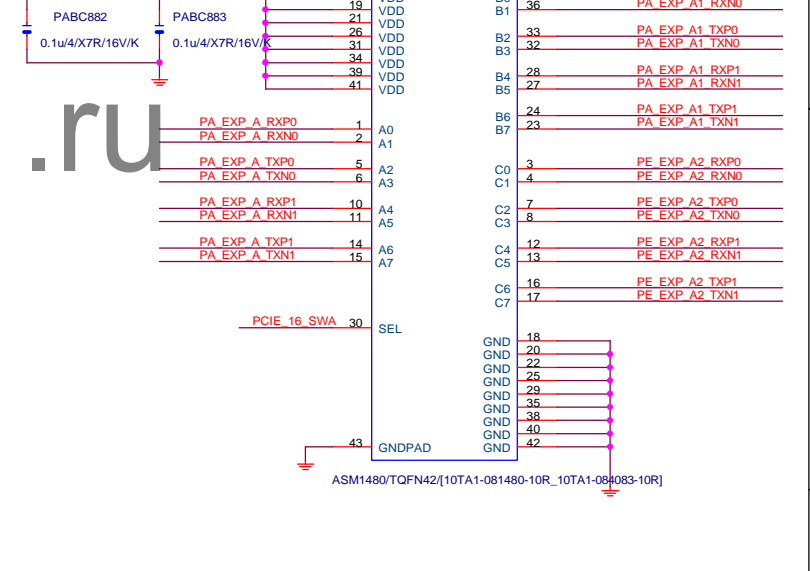 VDD
19 VDD
21 VDD
26 VDD
31 VDD
34 VDD
39 VDD
41 VDD
PABC882
0.1u/4/X7R/16V/K
PABC883
0.1u/4/X7R/16V/K
.ru
PA_EXP_A_RXP0 1 A0
PA_EXP_A_RXN0 2 A1
PA_EXP_A_TXP0 5 A2
PA_EXP_A_TXN0 6 A3
PA_EXP_A_RXP1 10 A4
PA_EXP_A_RXN1 11 A5
PA_EXP_A_TXP1 14 A6
PA_EXP_A_TXN1 15 A7
PCIE_16_SWA 30 SEL
43 GNDPAD
B1 36 PA_EXP_A1_RXN0
B2 33 PA_EXP_A1_TXP0
B3 32 PA_EXP_A1_TXN0
B4 28 PA_EXP_A1_RXP1
B5 27 PA_EXP_A1_RXN1
B6 24 PA_EXP_A1_TXP1
B7 23 PA_EXP_A1_TXN1
C0 3 PE_EXP_A2_RXP0
C1 4 PE_EXP_A2_RXN0
C2 7 PE_EXP_A2_TXP0
C3 8 PE_EXP_A2_TXN0
C4 12 PE_EXP_A2_RXP1
C5 13 PE_EXP_A2_RXN1
C6 16 PE_EXP_A2_TXP1
C7 17 PE_EXP_A2_TXN1
GND 18
GND 20
GND 22
GND 25
GND 29
GND 35
GND 38
GND 40
GND 42
ASM1480/TQFN42/[10TA1-081480-10R_10TA1-084083-10R]